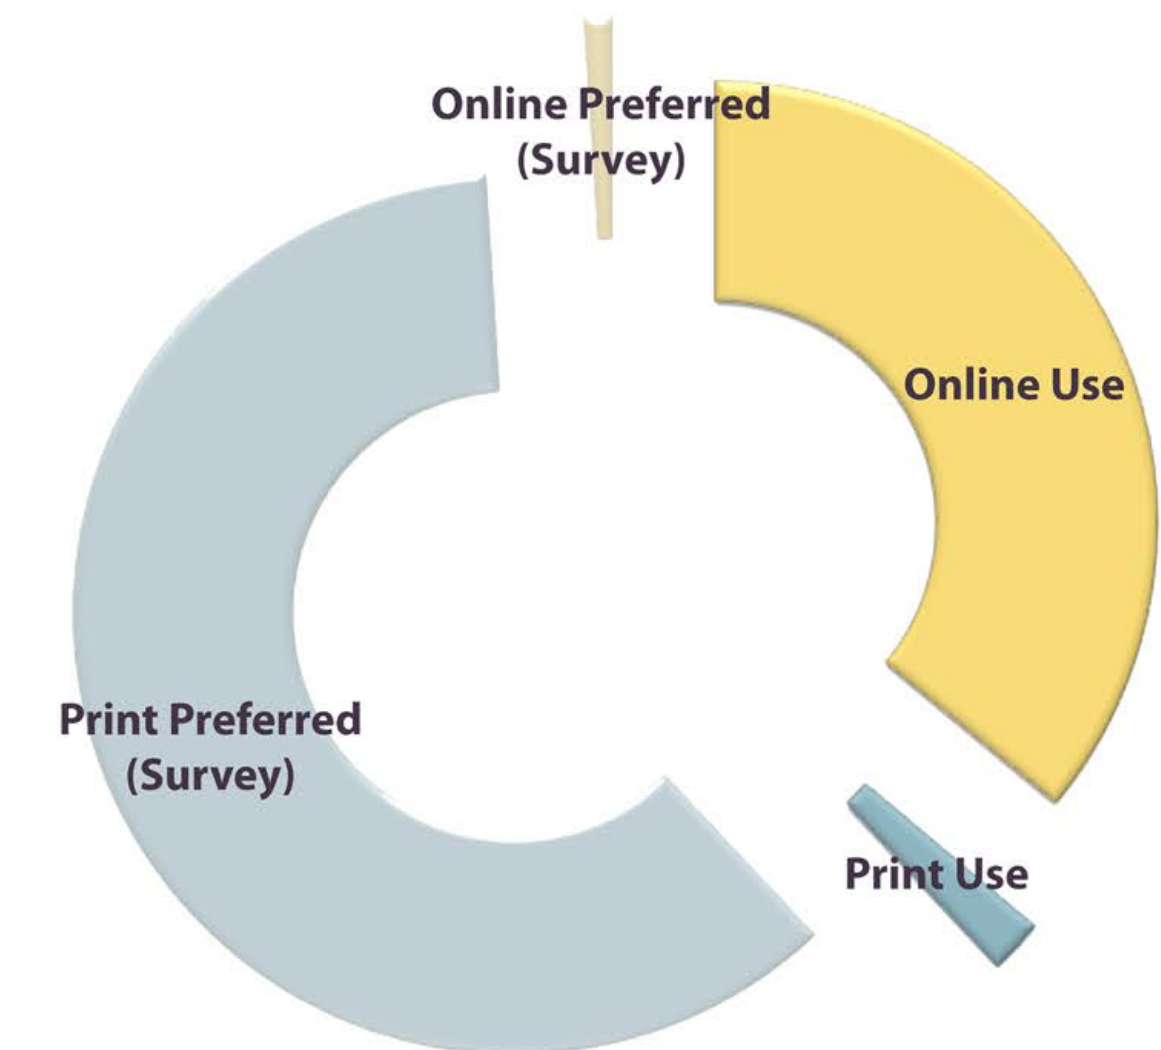 Online Preferred
(Survey)
Online Use
Print Preferred
(Survey)
Print Use